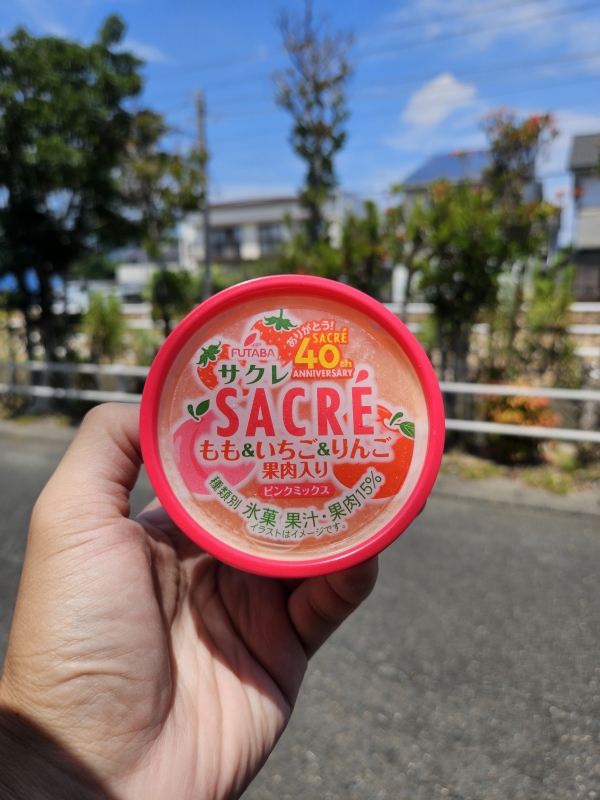 ありがとう!
SACRÉ
40th
ANNIVERSARY
FUTABA
サクレ
SACRÉ
もも&いちご&りんご
果肉入り
ピンクミックス
種類別 氷菓 果汁・果肉15%
イラストはイメージです。